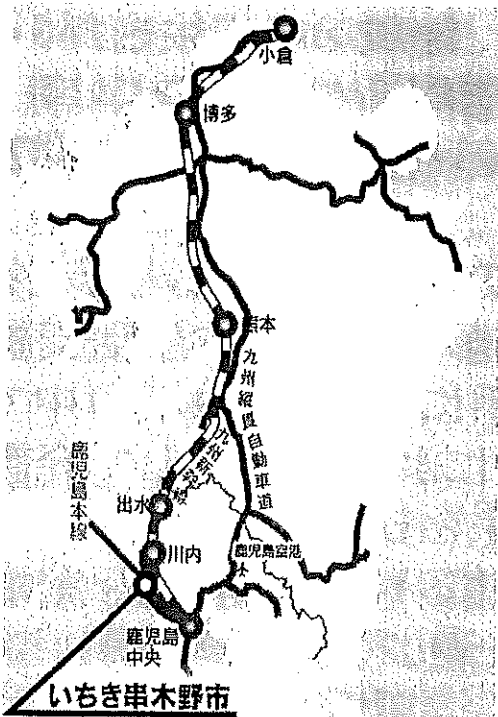 小倉
博多
熊本
九州縦貫自動車道
九州新幹線
鹿児島本線
出水
川内
鹿児島空港
鹿児島
中央
いちき串木野市